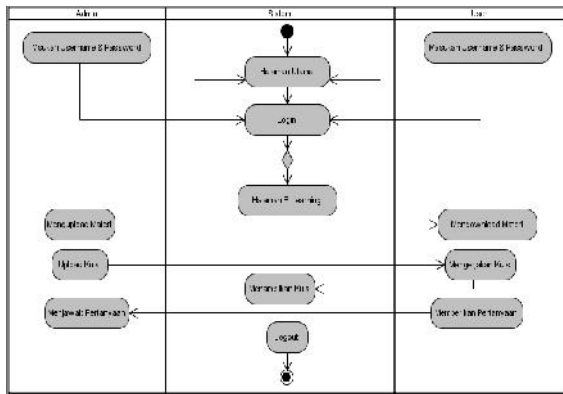 Admin
Sistem
User
Masukan Username & Password
Masukan Username & Password
Halaman Utama
Login
Halaman E-Learning
Mengupload Materi
Mendownload Materi
Upload Kuis
Mengerjakan Kuis
Menampilkan Kuis
Menjawab Pertanyaan
Memberikan Pertanyaan
Logout